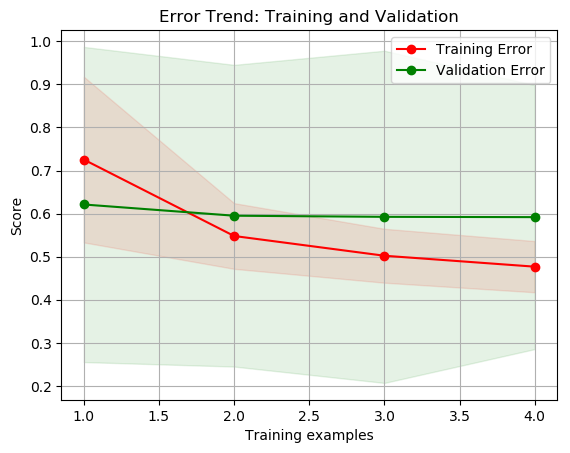 Error Trend: Training and Validation
Training Error
Validation Error
Score
1.0
0.9
0.8
0.7
0.6
0.5
0.4
0.3
0.2
1.0 1.5 2.0 2.5 3.0 3.5 4.0
Training examples